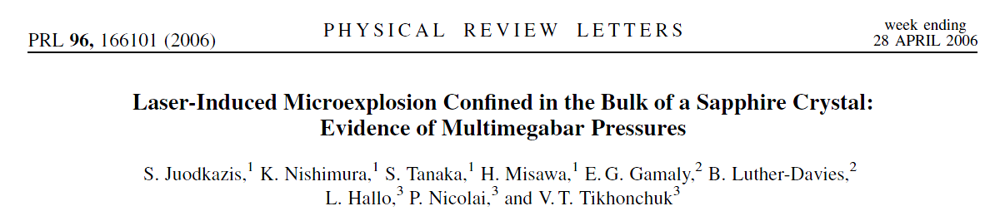 PRL 96, 166101 (2006)
PHYSICAL REVIEW LETTERS
week ending
28 APRIL 2006
Laser-Induced Microexplosion Confined in the Bulk of a Sapphire Crystal:
Evidence of Multimegabar Pressures
S. Juodkazis,1 K. Nishimura,1 S. Tanaka,1 H. Misawa,1 E. G. Gamaly,2 B. Luther-Davies,2
L. Hallo,3 P. Nicolai,3 and V. T. Tikhonchuk3